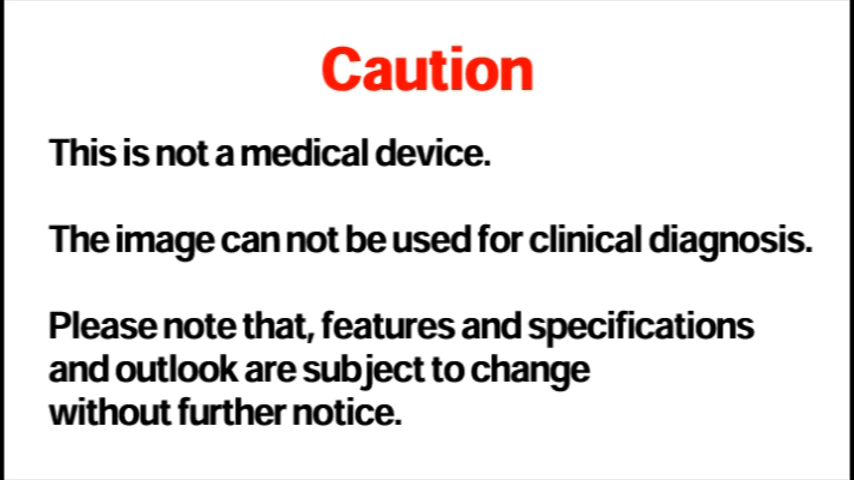 Caution
This is not a medical device.
The image can not be used for clinical diagnosis.
Please note that, features and specifications
and outlook are subject to change
without further notice.